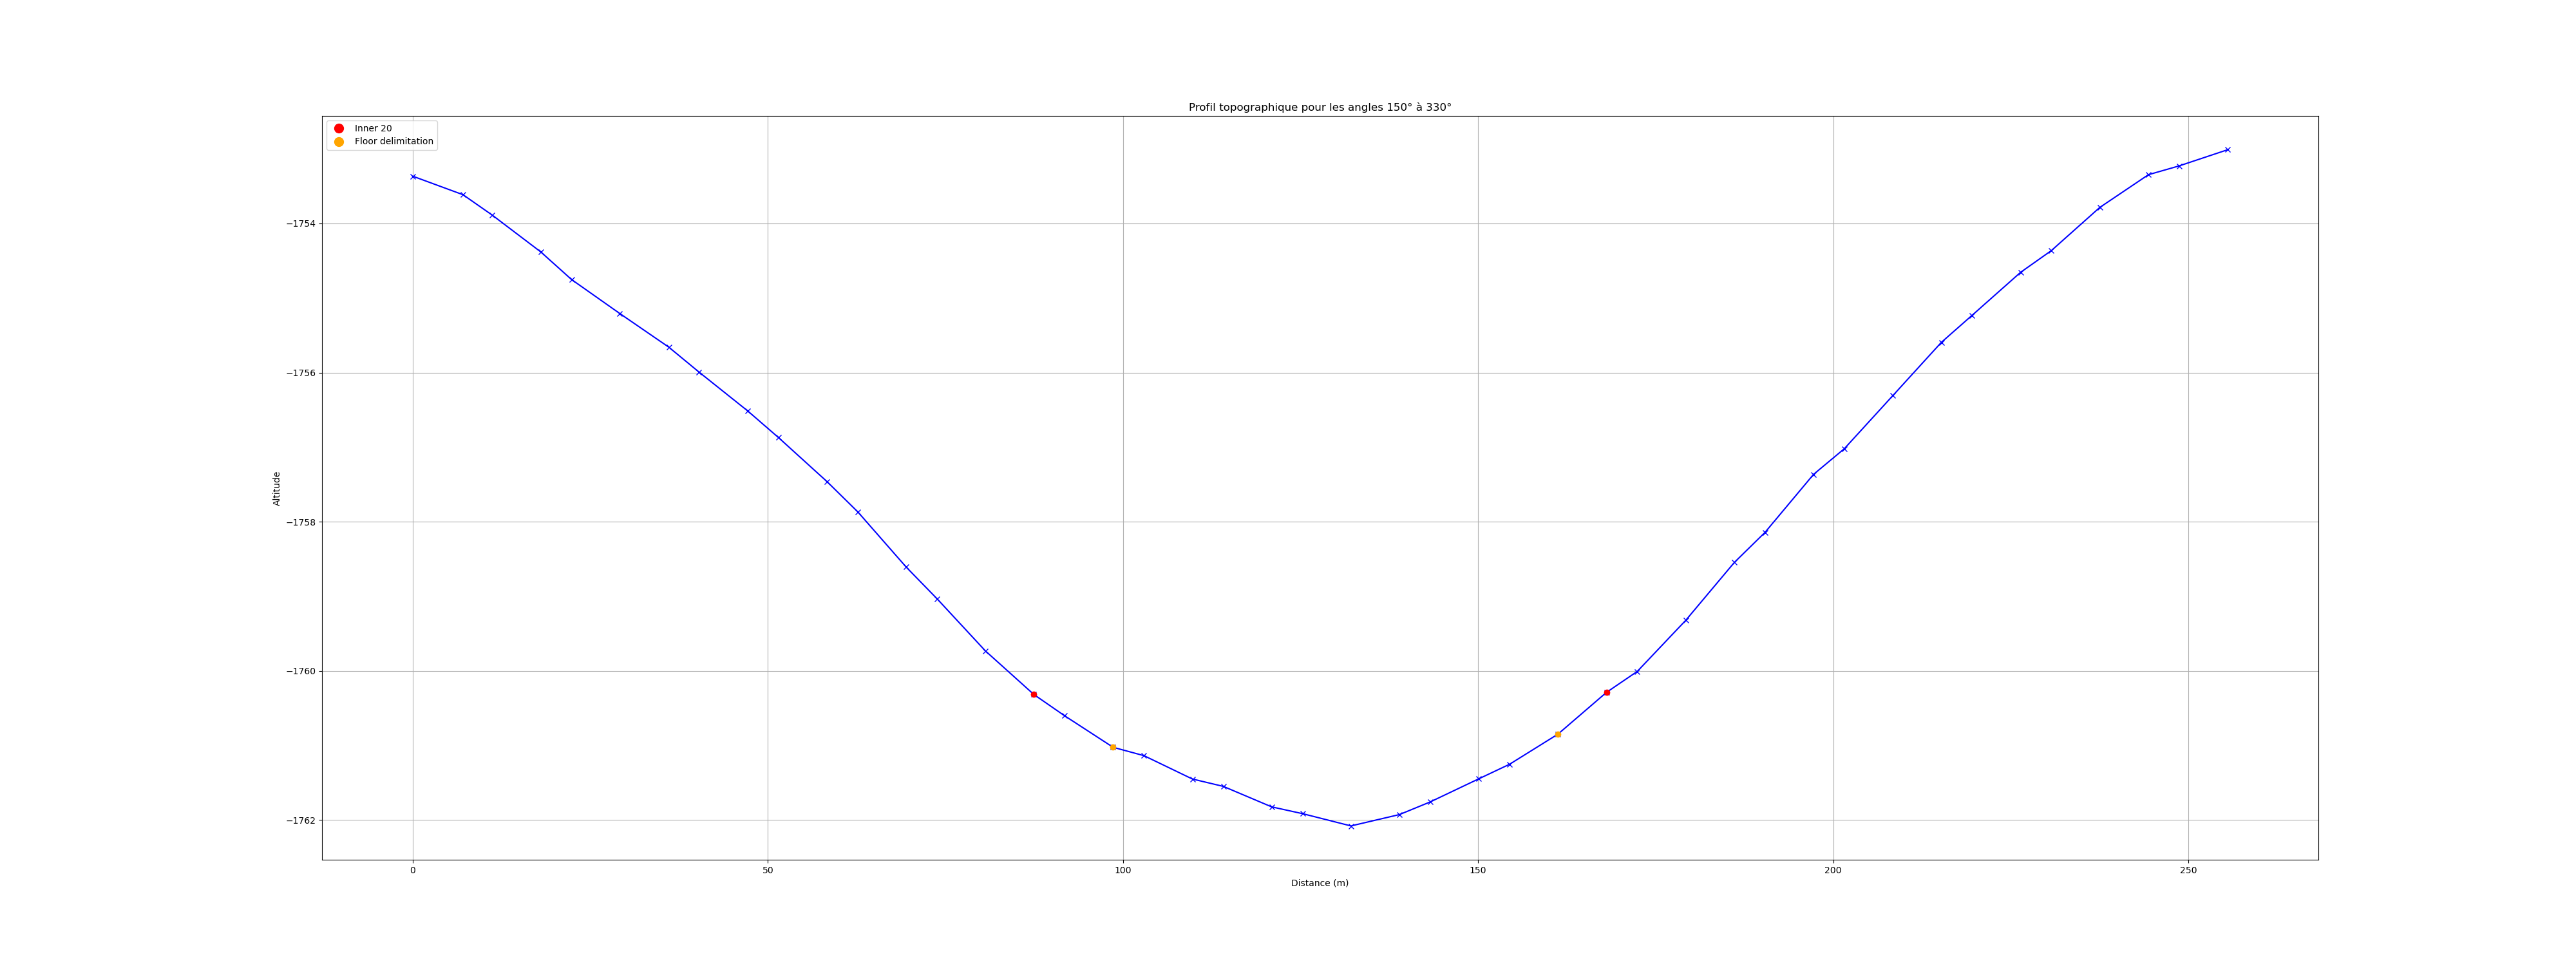 Profil topographique pour les angles 150° à 330°
Inner 20
Floor delimitation
−1754
−1756
−1758
−1760
−1762
Altitude
0 50 100 150 200 250
Distance (m)